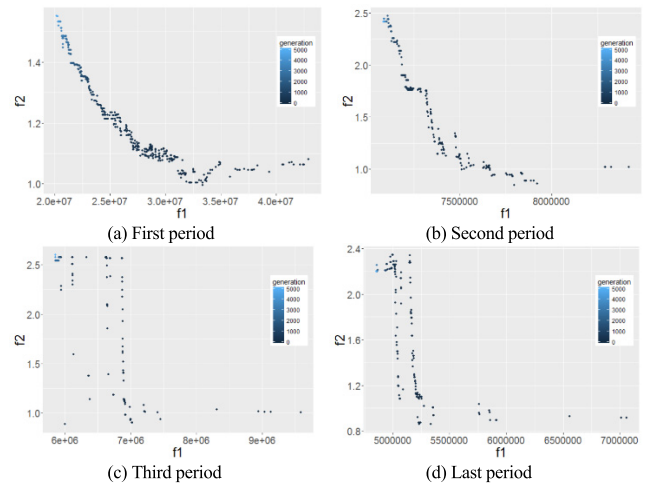 generation
5000
4000
3000
2000
1000
0
f2
1.4
1.2
1.0
2.0e+07 2.5e+07 3.0e+07 3.5e+07 4.0e+07
f1
(a) First period
generation
5000
4000
3000
2000
1000
0
f2
2.5
2.0
1.5
1.0
7500000 8000000
f1
(b) Second period
generation
5000
4000
3000
2000
1000
0
f2
2.5
2.0
1.5
1.0
6e+06 7e+06 8e+06 9e+06
f1
(c) Third period
generation
5000
4000
3000
2000
1000
0
f2
2.4
2.0
1.6
1.2
0.8
5000000 5500000 6000000 6500000 7000000
f1
(d) Last period